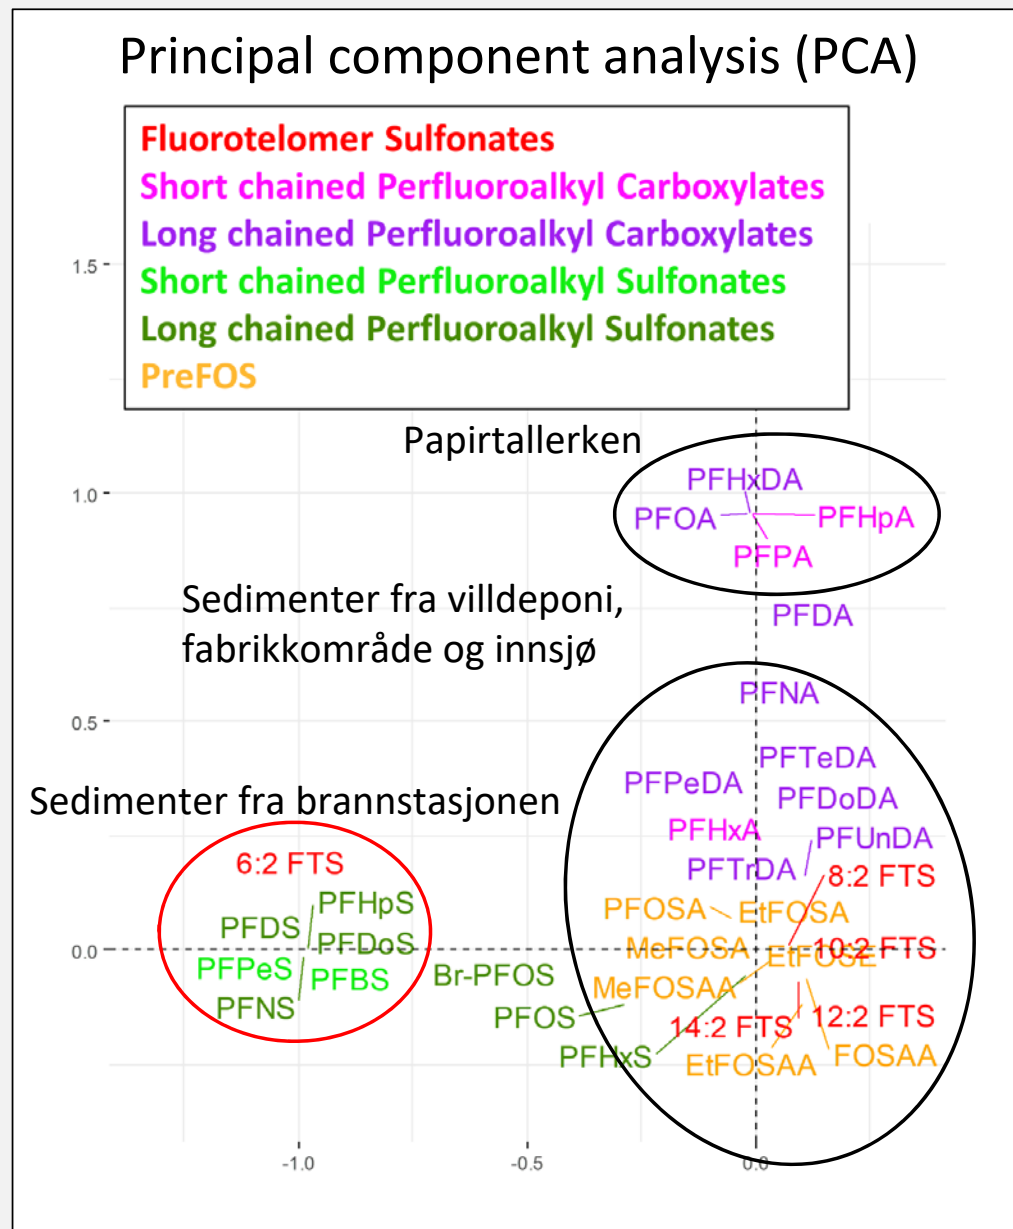 Principal component analysis (PCA)
Fluorotelomer Sulfonates
Short chained Perfluoroalkyl Carboxylates
Long chained Perfluoroalkyl Carboxylates
Short chained Perfluoroalkyl Sulfonates
Long chained Perfluoroalkyl Sulfonates
PreFOS
1.5
Papirtallerken
PFHxDA
1.0
PFOA
PFHpA
PFPA
Sedimenter fra villdeponi,
fabrikkområde og innsjø
PFDA
PFNA
0.5
PFTeDA
PFPeDA
PFDoDA
Sedimenter fra brannstasjonen
PFHxA
PFUnDA
6:2 FTS
PFTrDA
8:2 FTS
PFHpS
PFOSA
EtFOSA
PFDS
PFDoS
0.0
MeFOSA
EtFOSE
10:2 FTS
PFPeS
PFBS
Br-PFOS
MeFOSAA
PFNS
PFOS
14:2 FTS
12:2 FTS
PFHxS
EtFOSAA
FOSAA
-1.0
-0.5
0.0